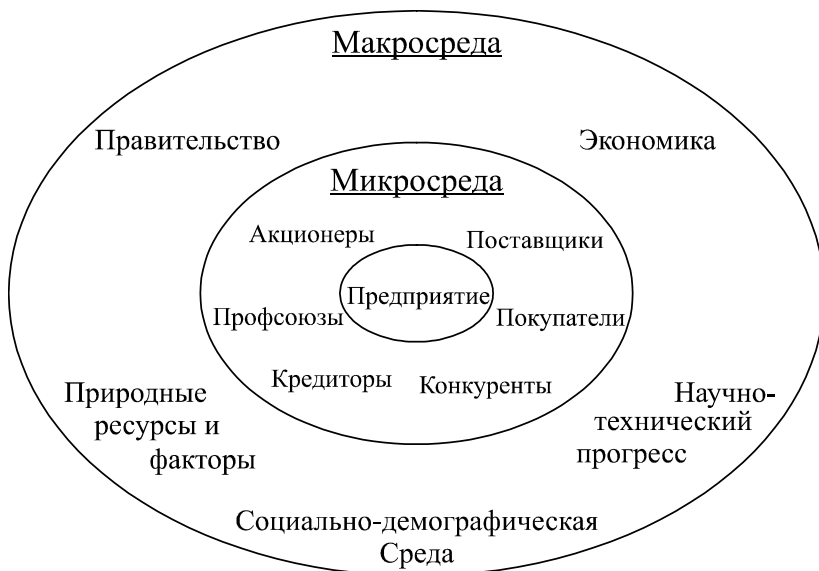 Макросреда
Правительство
Экономика
Микросреда
Акционеры
Поставщики
Предприятие
Профсоюзы
Покупатели
Кредиторы
Конкуренты
Природные
ресурсы и
факторы
Научно-
технический
прогресс
Социально-демографическая
Среда